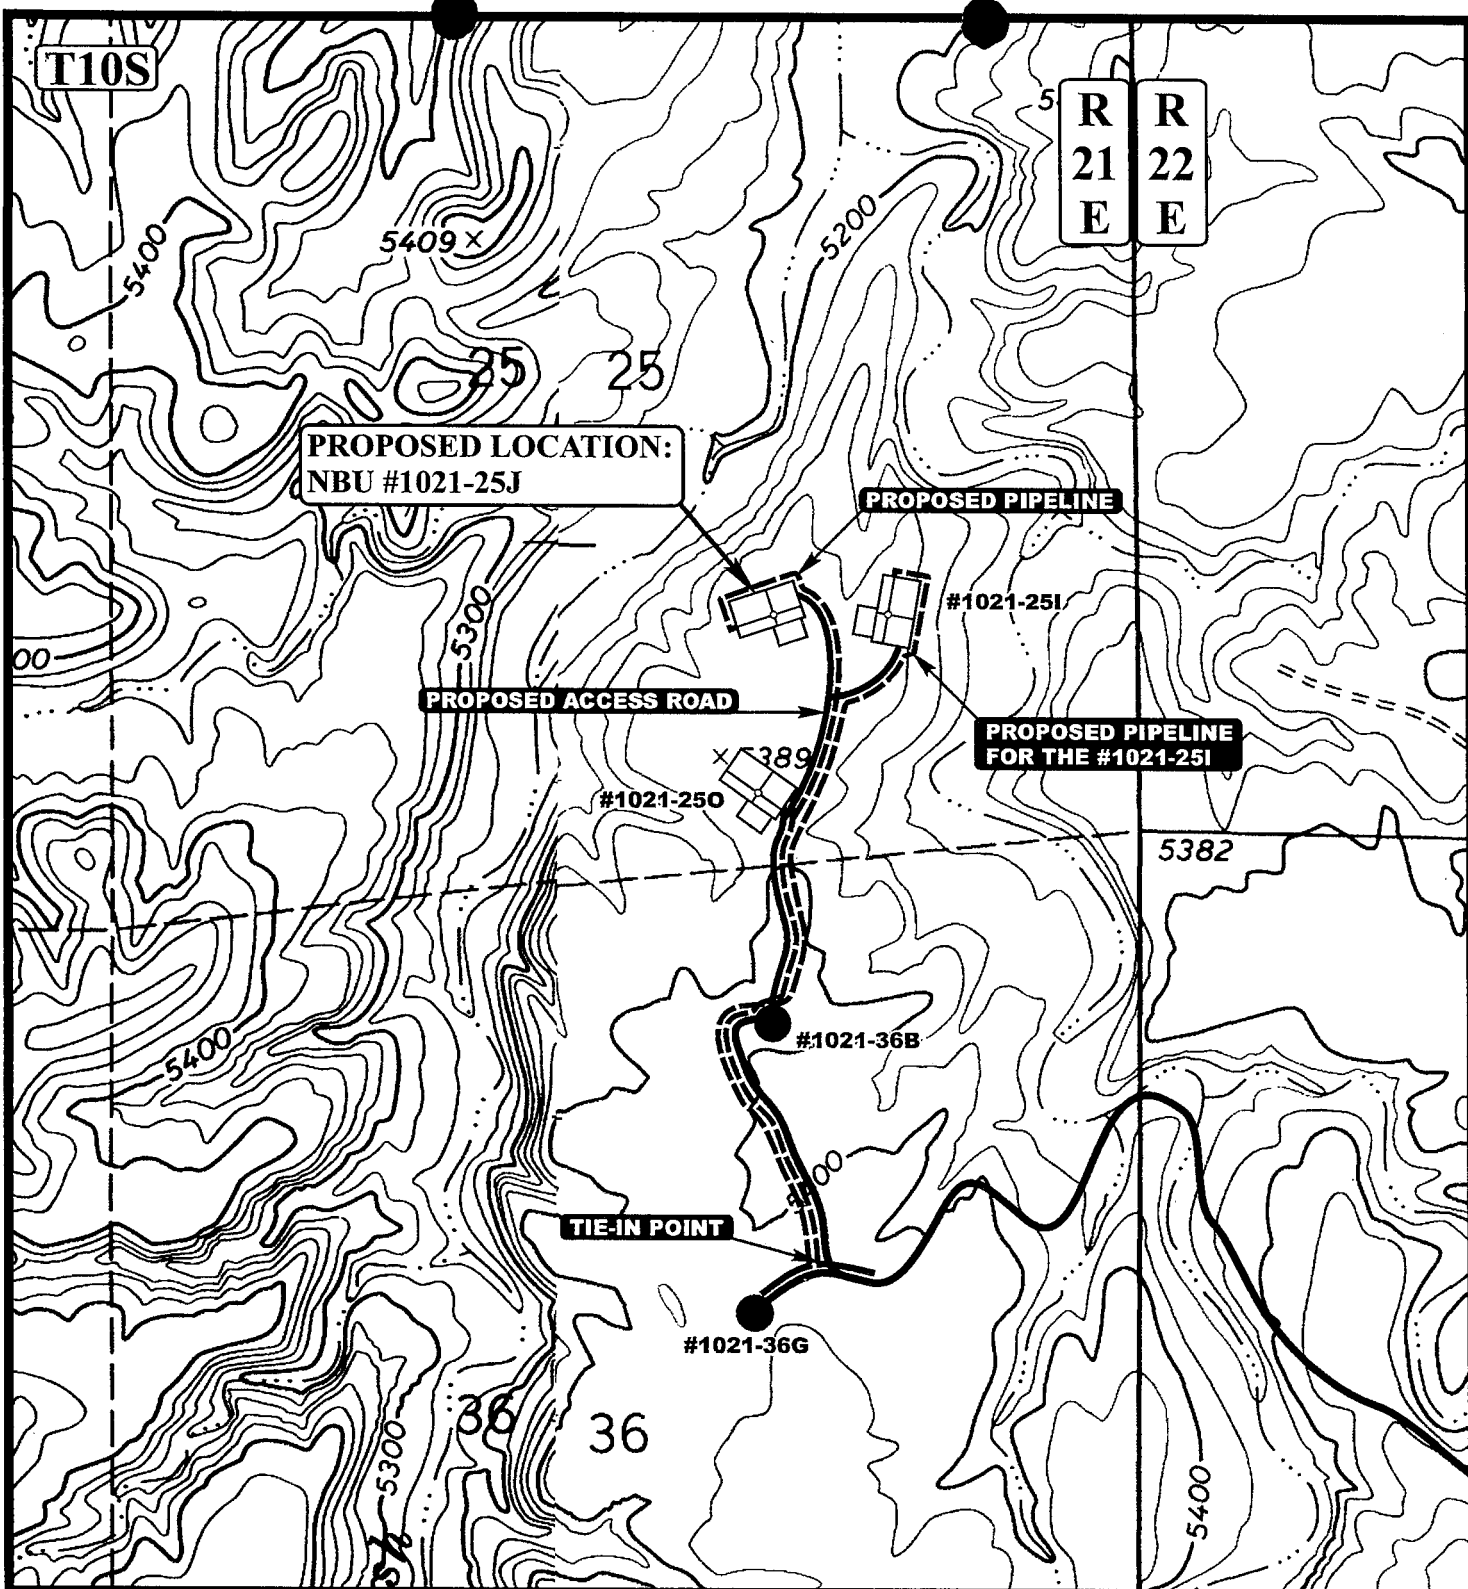 T10S
R R
21 22
E E
5400
5409
5200
25
25
PROPOSED LOCATION:
NBU #1021-25J
PROPOSED PIPELINE
#1021-25I
5300
00
PROPOSED ACCESS ROAD
PROPOSED PIPELINE
FOR THE #1021-25I
5389
#1021-25O
5382
#1021-36B
5400
00
TIE-IN POINT
#1021-36G
36
36
5300
5400